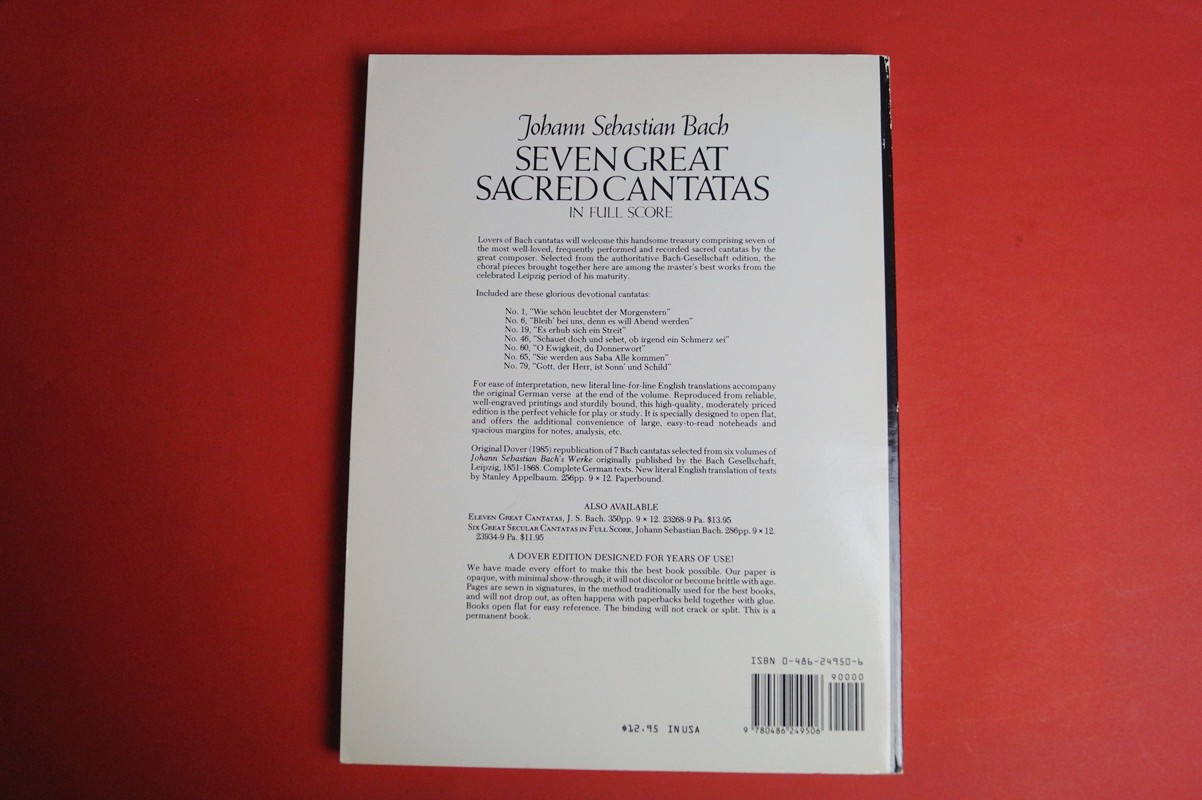 Johann Sebastian Bach
SEVEN GREAT
SACRED CANTATAS
IN FULL SCORE
Lovers of Bach cantatas will welcome this handsome treasury comprising seven of
the most well-loved, frequently performed and recorded sacred cantatas by the
great composer. Selected from the authoritative Bach-Gesellschaft edition, the
choral pieces brought together here are among the master's best works from the
celebrated Leipzig period of his maturity.
Included are these glorious devotional cantatas:
No. 1, "Wie schön leuchtet der Morgenstern"
No. 6, "Bleib' bei uns, denn es will Abend werden"
No. 19, "Es erhub sich ein Streit"
No. 46, "Schauet doch und sehet, ob irgend ein Schmerz sei"
No. 60, "O Ewigkeit, du Donnerwort"
No. 65, "Sie werden aus Saba Alle kommen"
No. 79, "Gott, der Herr, ist Sonn' und Schild"
For ease of interpretation, new literal line-for-line English translations accompany
the original German verse at the end of the volume. Reproduced from reliable,
well-engraved printings and sturdily bound, this high-quality, moderately priced
edition is the perfect vehicle for play or study. It is specially designed to open flat,
and offers the additional convenience of large, easy-to-read noteheads and
spacious margins for notes, analysis, etc.
Original Dover (1985) republication of 7 Bach cantatas selected from six volumes of
Johann Sebastian Bach's Werke originally published by the Bach Gesellschaft,
Leipzig, 1851-1868. Complete German texts. New literal English translation of texts
by Stanley Appelbaum. 256pp. 9 × 12. Paperbound.
ALSO AVAILABLE
ELEVEN GREAT CANTATAS, J. S. Bach. 350pp. 9 × 12. 23268-9 Pa. $13.95
SIX GREAT SECULAR CANTATAS IN FULL SCORE, Johann Sebastian Bach. 286pp. 9 × 12.
23934-9 Pa. $11.95
A DOVER EDITION DESIGNED FOR YEARS OF USE!
We have made every effort to make this the best book possible. Our paper is
opaque, with minimal show-through; it will not discolor or become brittle with age.
Pages are sewn in signatures, in the method traditionally used for the best books,
and will not drop out, as often happens with paperbacks held together with glue.
Books open flat for easy reference. The binding will not crack or split. This is a
permanent book.
ISBN 0-486-24950-6
90000
$12.95 IN USA
9 780486 249506